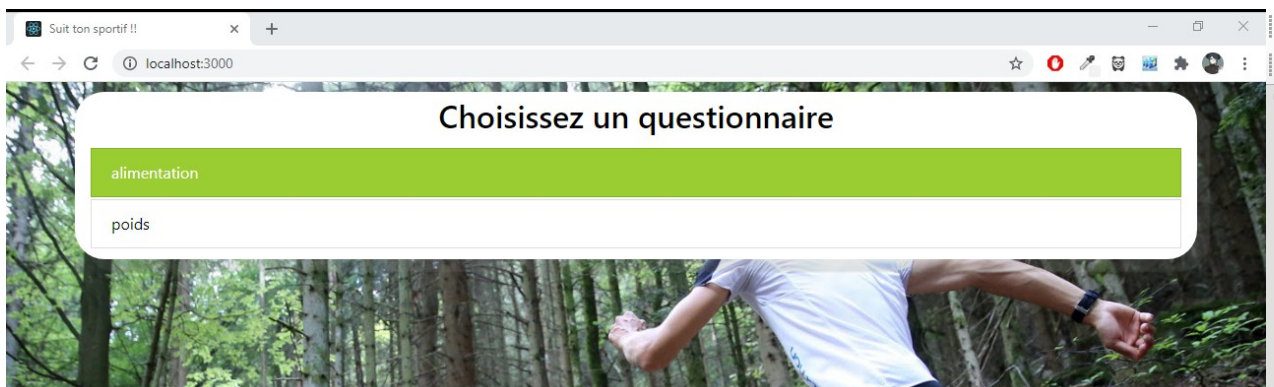 Suit ton sportif !!
localhost:3000
Choisissez un questionnaire
alimentation
poids